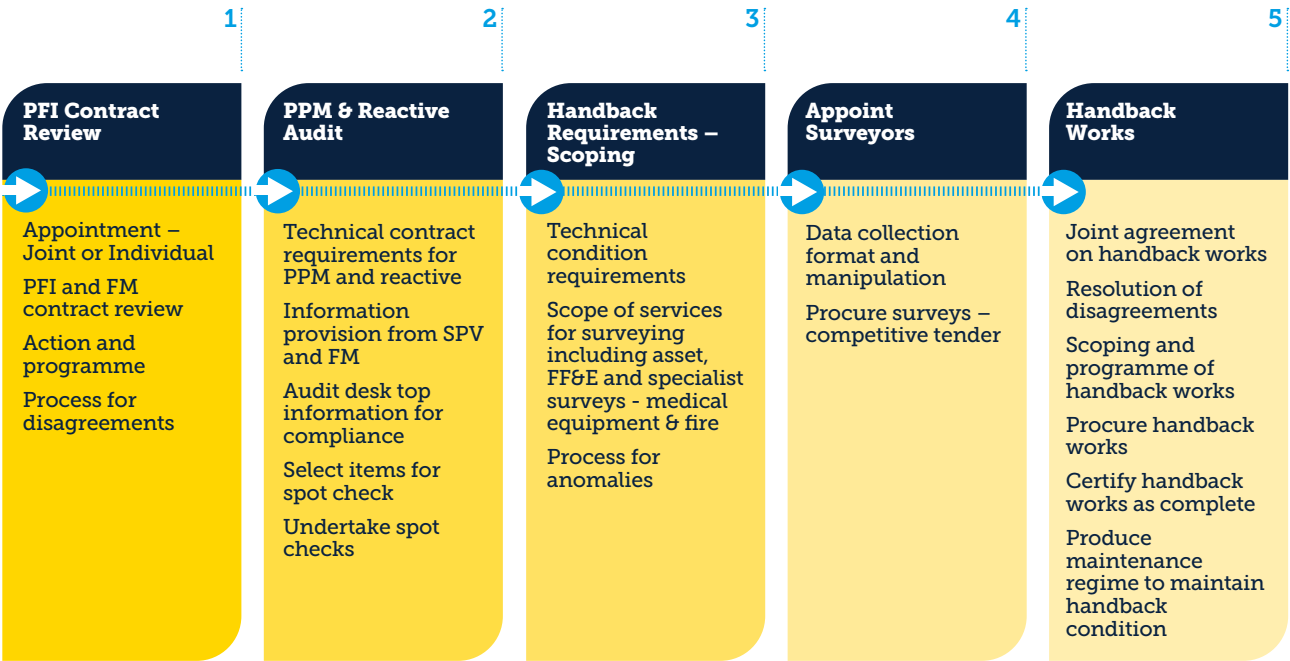 1
PFI Contract
Review
Appointment –
Joint or Individual
PFI and FM
contract review
Action and
programme
Process for
disagreements
2
PPM & Reactive
Audit
Technical contract
requirements for
PPM and reactive
Information
provision from SPV
and FM
Audit desk top
information for
compliance
Select items for
spot check
Undertake spot
checks
3
Handback
Requirements –
Scoping
Technical
condition
requirements
Scope of services
for surveying
including asset,
FF&E and specialist
surveys - medical
equipment & fire
Process for
anomalies
4
Appoint
Surveyors
Data collection
format and
manipulation
Procure surveys –
competitive tender
5
Handback
Works
Joint agreement
on handback works
Resolution of
disagreements
Scoping and
programme of
handback works
Procure handback
works
Certify handback
works as complete
Produce
maintenance
regime to maintain
handback
condition